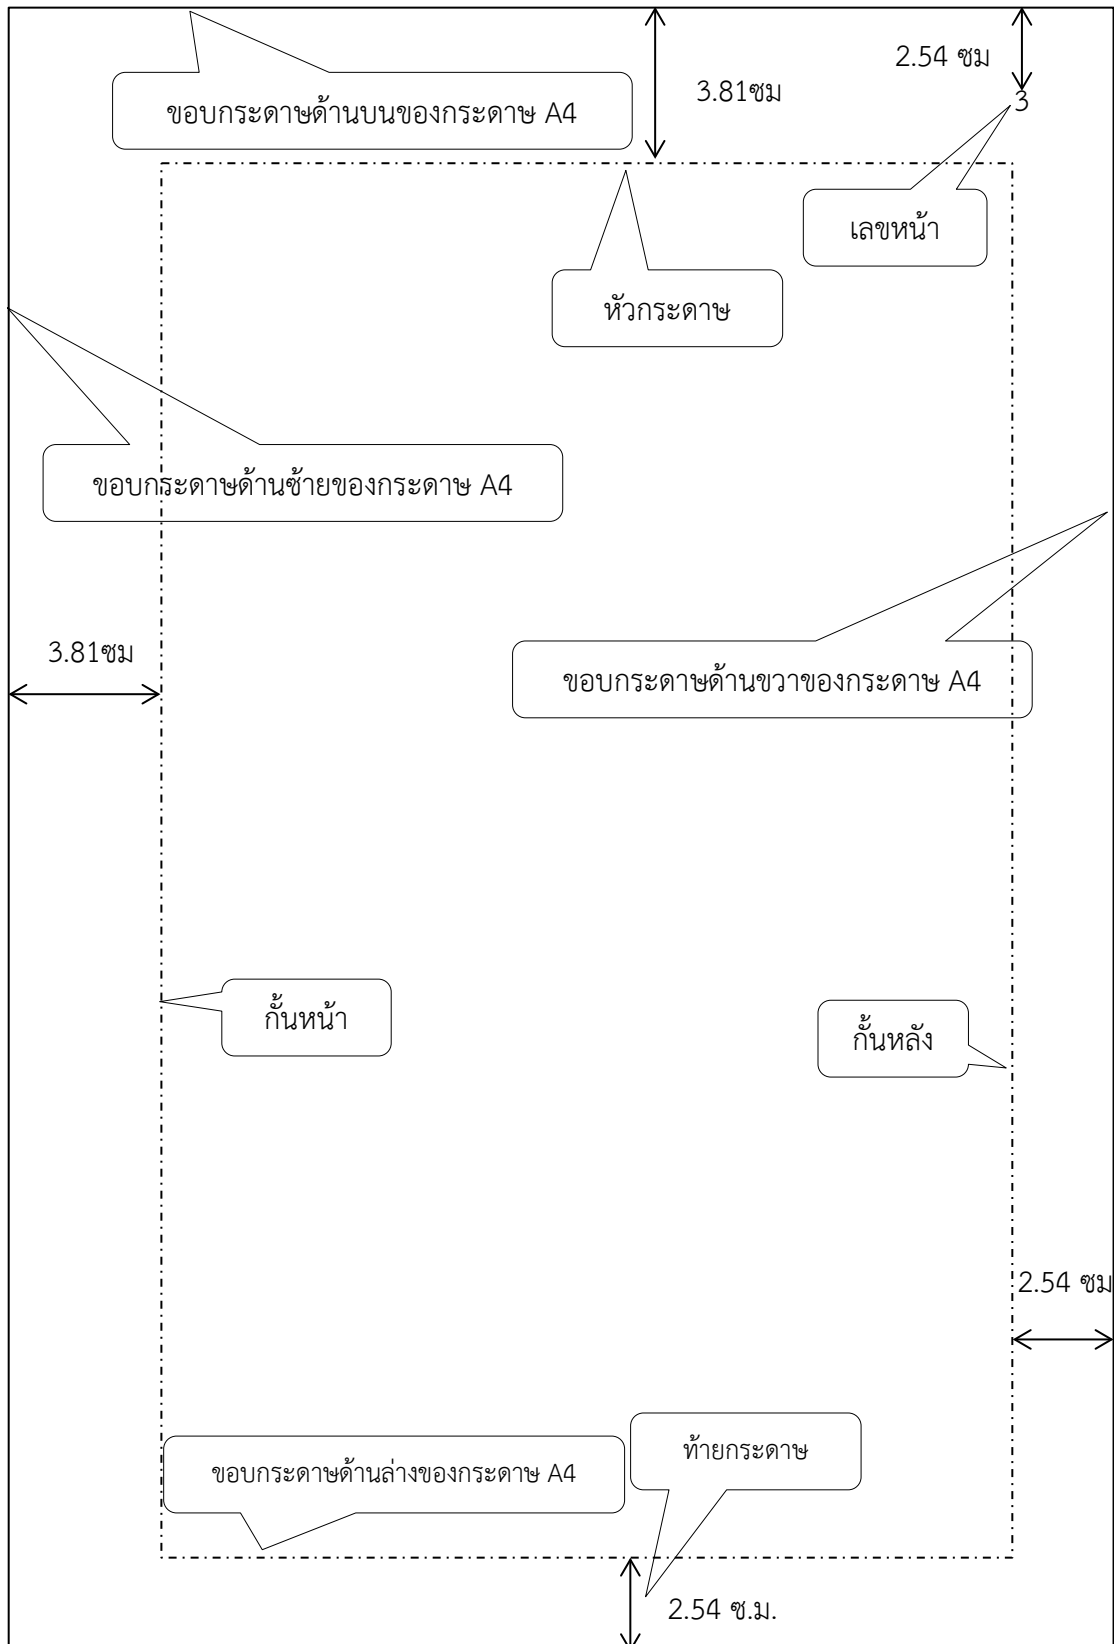 2.54 ซม
3.81ซม
3
ขอบกระดาษด้านบนของกระดาษ A4
เลขหน้า
หัวกระดาษ
ขอบกระดาษด้านซ้ายของกระดาษ A4
3.81ซม
ขอบกระดาษด้านขวาของกระดาษ A4
กั้นหน้า
กั้นหลัง
2.54 ซม
ท้ายกระดาษ
ขอบกระดาษด้านล่างของกระดาษ A4
2.54 ซ.ม.